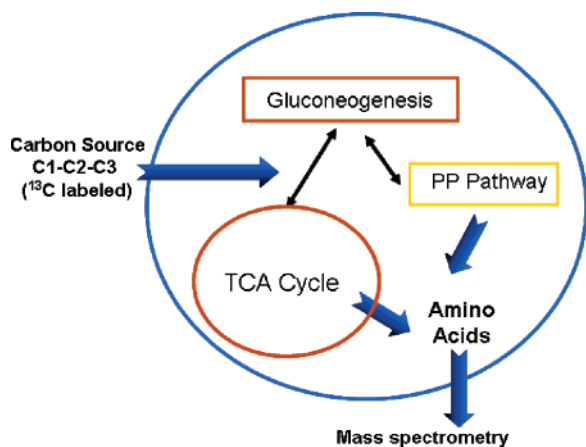 Gluconeogenesis
Carbon Source
C1-C2-C3
(¹³C labeled)
PP Pathway
TCA Cycle
Amino
Acids
Mass spectrometry